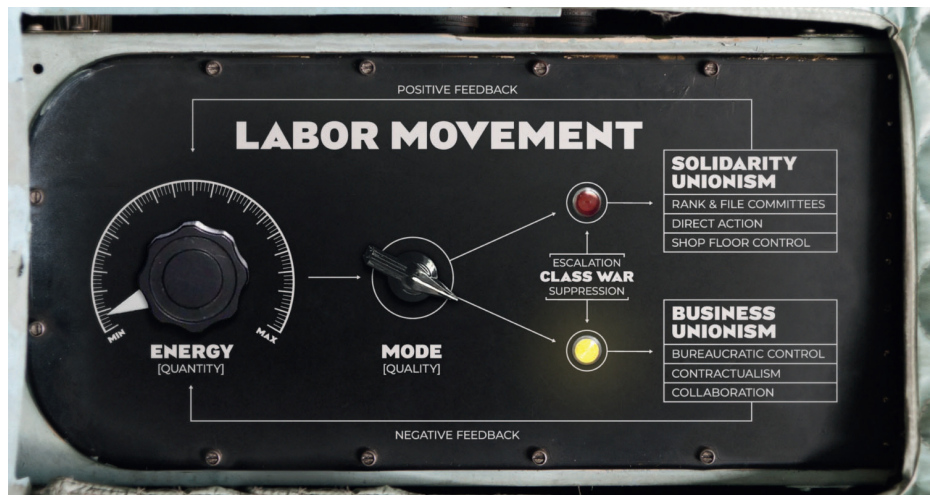 POSITIVE FEEDBACK
LABOR MOVEMENT
SOLIDARITY
UNIONISM
RANK & FILE COMMITTEES
DIRECT ACTION
SHOP FLOOR CONTROL
ESCALATION
CLASS WAR
SUPPRESSION
MIN
MAX
ENERGY
[QUANTITY]
MODE
[QUALITY]
BUSINESS
UNIONISM
BUREAUCRATIC CONTROL
CONTRACTUALISM
COLLABORATION
NEGATIVE FEEDBACK